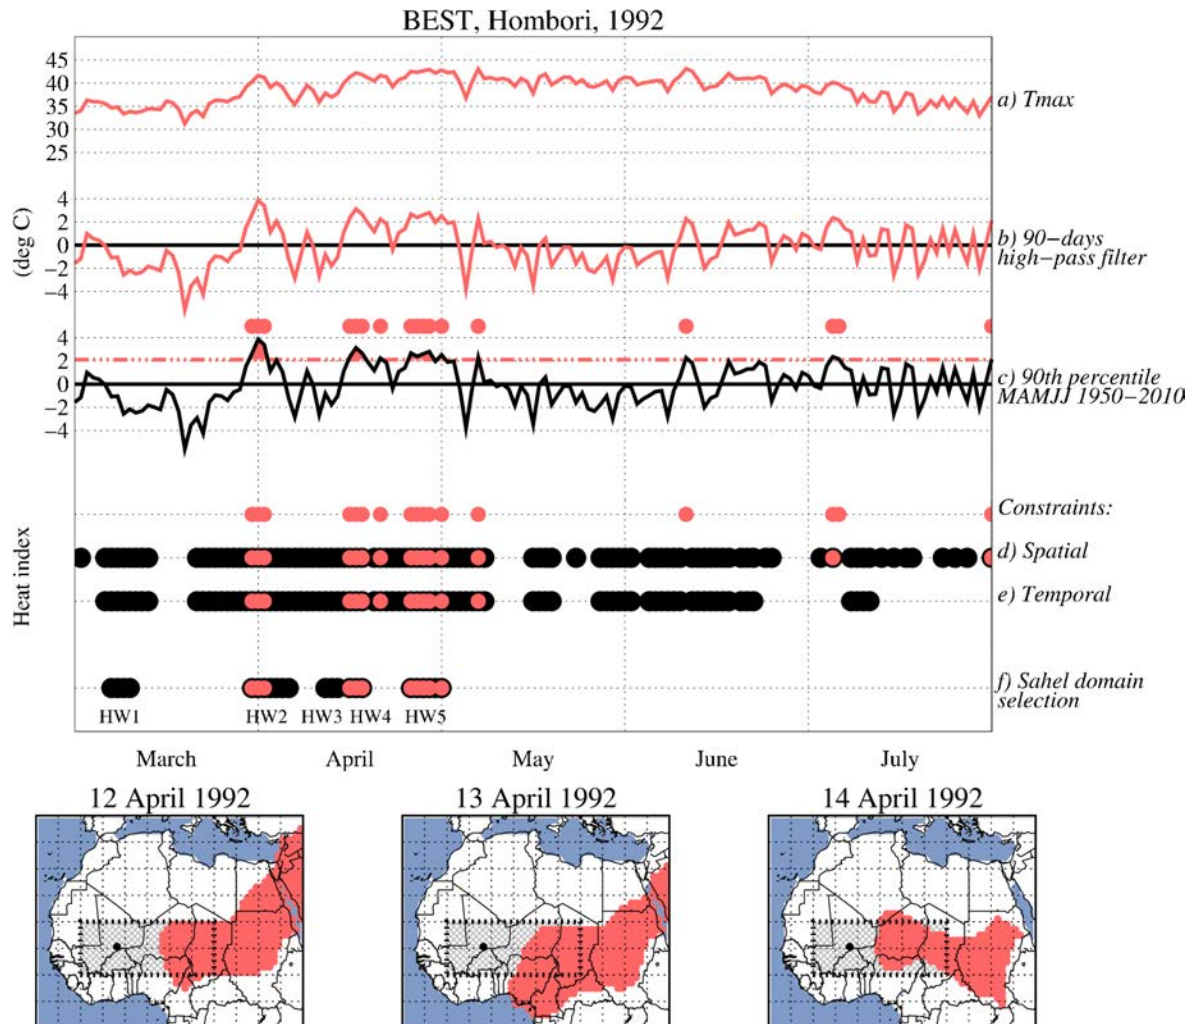 BEST, Hombori, 1992
45
40
35
30
25
a) Tmax
(deg C)
4
2
0
−2
−4
b) 90−days
high−pass filter
4
2
0
−2
−4
c) 90th percentile
MAMJJ 1950−2010
Heat index
Constraints:
d) Spatial
e) Temporal
f) Sahel domain
selection
HW1 HW2 HW3 HW4 HW5
March April May June July
12 April 1992 13 April 1992 14 April 1992